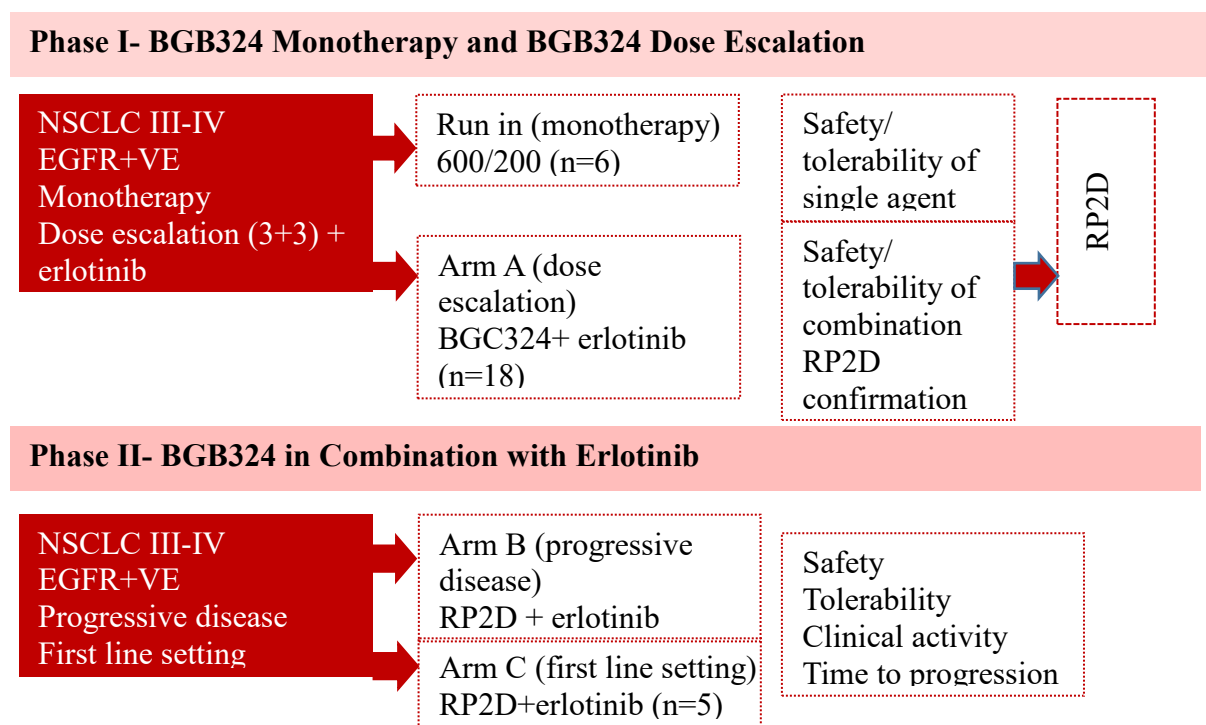 Phase I- BGB324 Monotherapy and BGB324 Dose Escalation
NSCLC III-IV
EGFR+VE
Monotherapy
Dose escalation (3+3) +
erlotinib
Run in (monotherapy)
600/200 (n=6)
Arm A (dose
escalation)
BGC324+ erlotinib
(n=18)
Safety/
tolerability of
single agent
Safety/
tolerability of
combination
RP2D
confirmation
RP2D
Phase II- BGB324 in Combination with Erlotinib
NSCLC III-IV
EGFR+VE
Progressive disease
First line setting
Arm B (progressive
disease)
RP2D + erlotinib
Arm C (first line setting)
RP2D+erlotinib (n=5)
Safety
Tolerability
Clinical activity
Time to progression